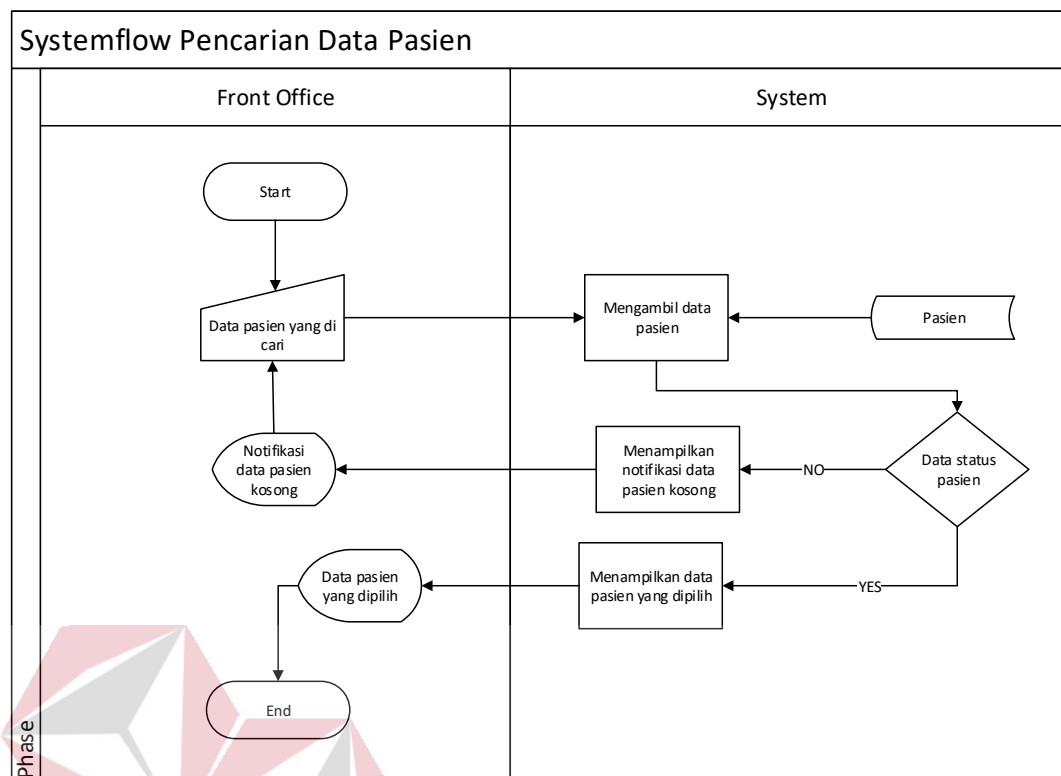 Systemflow Pencarian Data Pasien
Front Office
System
Start
Data pasien yang di
cari
Mengambil data
pasien
Pasien
Notifikasi
data pasien
kosong
Menampilkan
notifikasi data
pasien kosong
NO
Data status
pasien
Data pasien
yang dipilih
Menampilkan data
pasien yang dipilih
YES
End
Phase